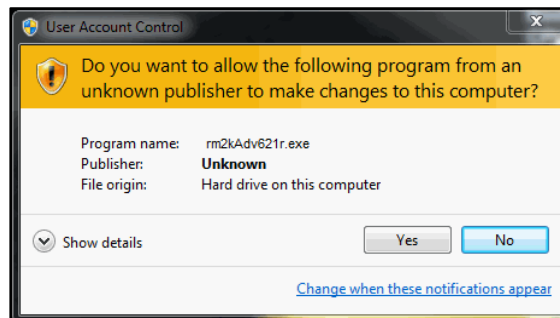 User Account Control
Do you want to allow the following program from an
unknown publisher to make changes to this computer?
Program name: rm2kAdv621r.exe
Publisher: Unknown
File origin: Hard drive on this computer
Show details
Yes No
Change when these notifications appear